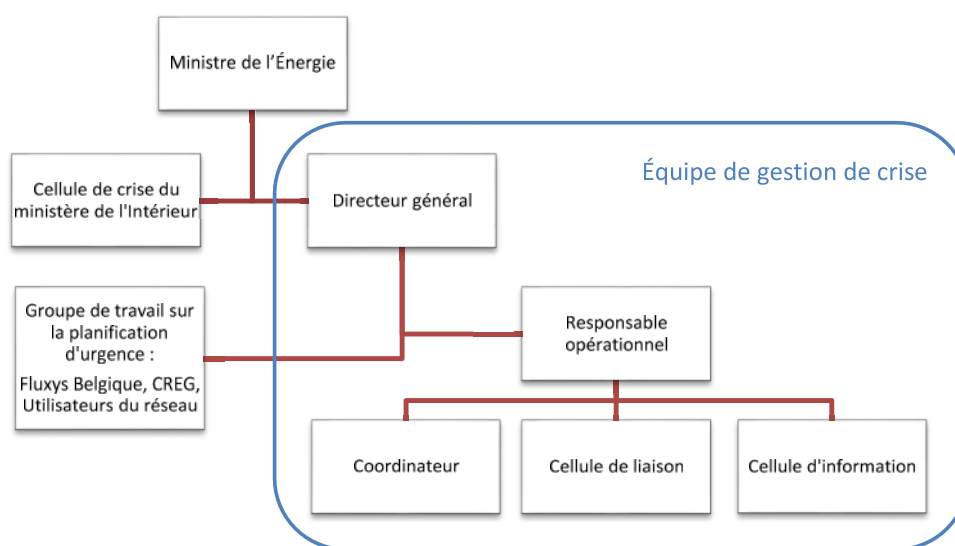 Ministre de l'Énergie
Équipe de gestion de crise
Cellule de crise du
ministère de l'Intérieur
Directeur général
Groupe de travail sur
la planification
d'urgence :
Fluxys Belgique, CREG,
Utilisateurs du réseau
Responsable
opérationnel
Coordinateur
Cellule de liaison
Cellule d'information